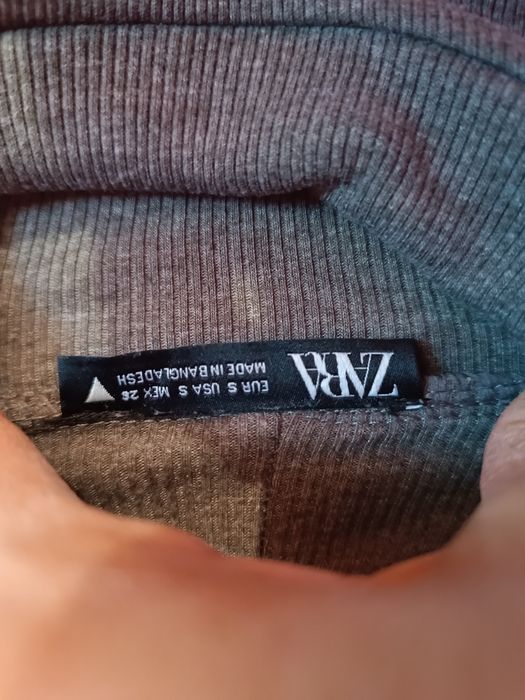 ZARA
EUR S USA S MEX 26
MADE IN BANGLADESH